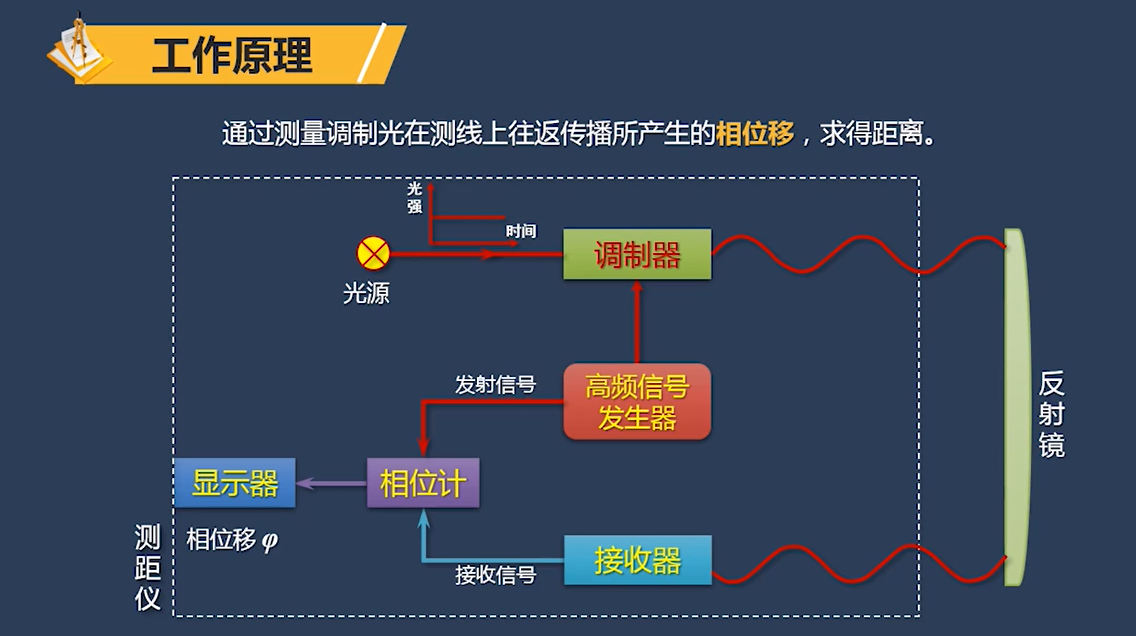 工作原理
通过测量调制光在测线上往返传播所产生的相位移，求得距离。
光
强
时间
调制器
光源
发射信号
高频信号
发生器
反
射
镜
显示器
相位计
测
距
仪
相位移 φ
接收信号
接收器